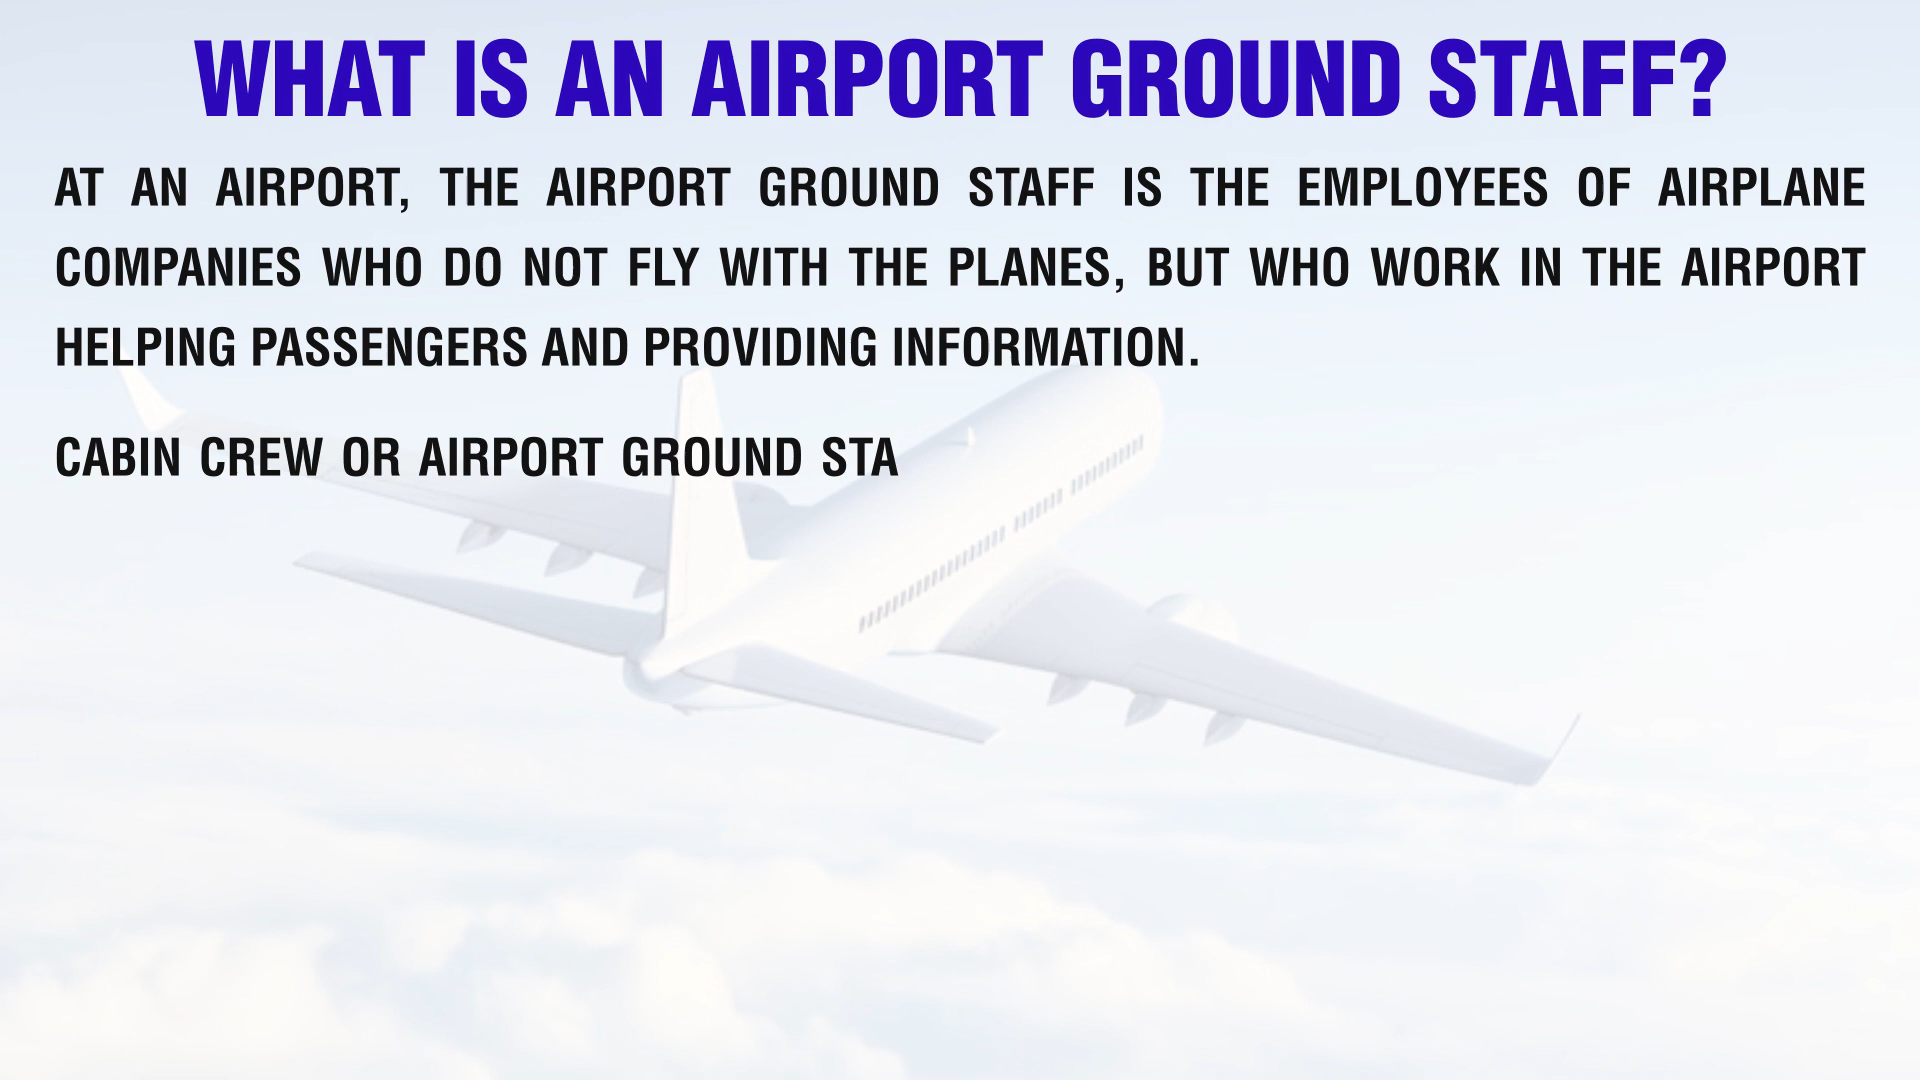 WHAT IS AN AIRPORT GROUND STAFF?
AT AN AIRPORT, THE AIRPORT GROUND STAFF IS THE EMPLOYEES OF AIRPLANE
COMPANIES WHO DO NOT FLY WITH THE PLANES, BUT WHO WORK IN THE AIRPORT
HELPING PASSENGERS AND PROVIDING INFORMATION.
CABIN CREW OR AIRPORT GROUND STA